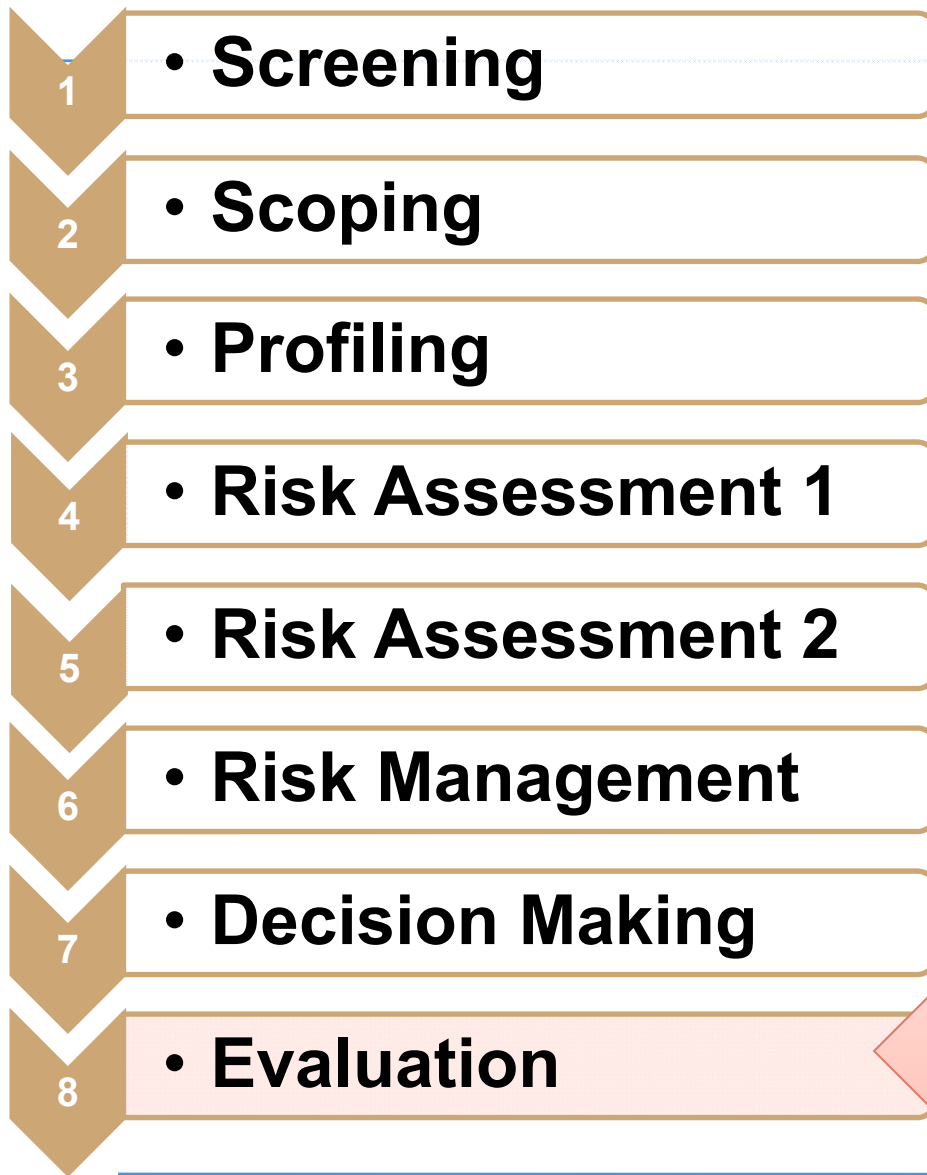 1 • Screening
2 • Scoping
3 • Profiling
4 • Risk Assessment 1
5 • Risk Assessment 2
6 • Risk Management
7 • Decision Making
8 • Evaluation